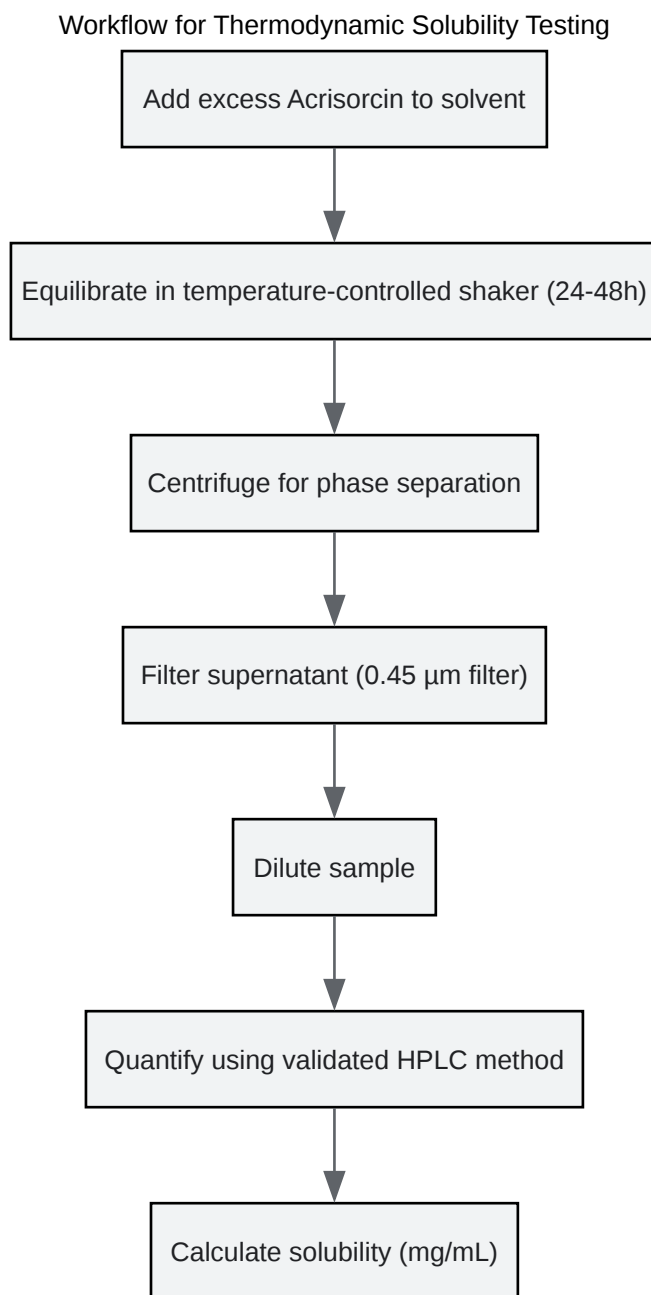 Workflow for Thermodynamic Solubility Testing
Add excess Acrisorcin to solvent
Equilibrate in temperature-controlled shaker (24-48h)
Centrifuge for phase separation
Filter supernatant (0.45 µm filter)
Dilute sample
Quantify using validated HPLC method
Calculate solubility (mg/mL)